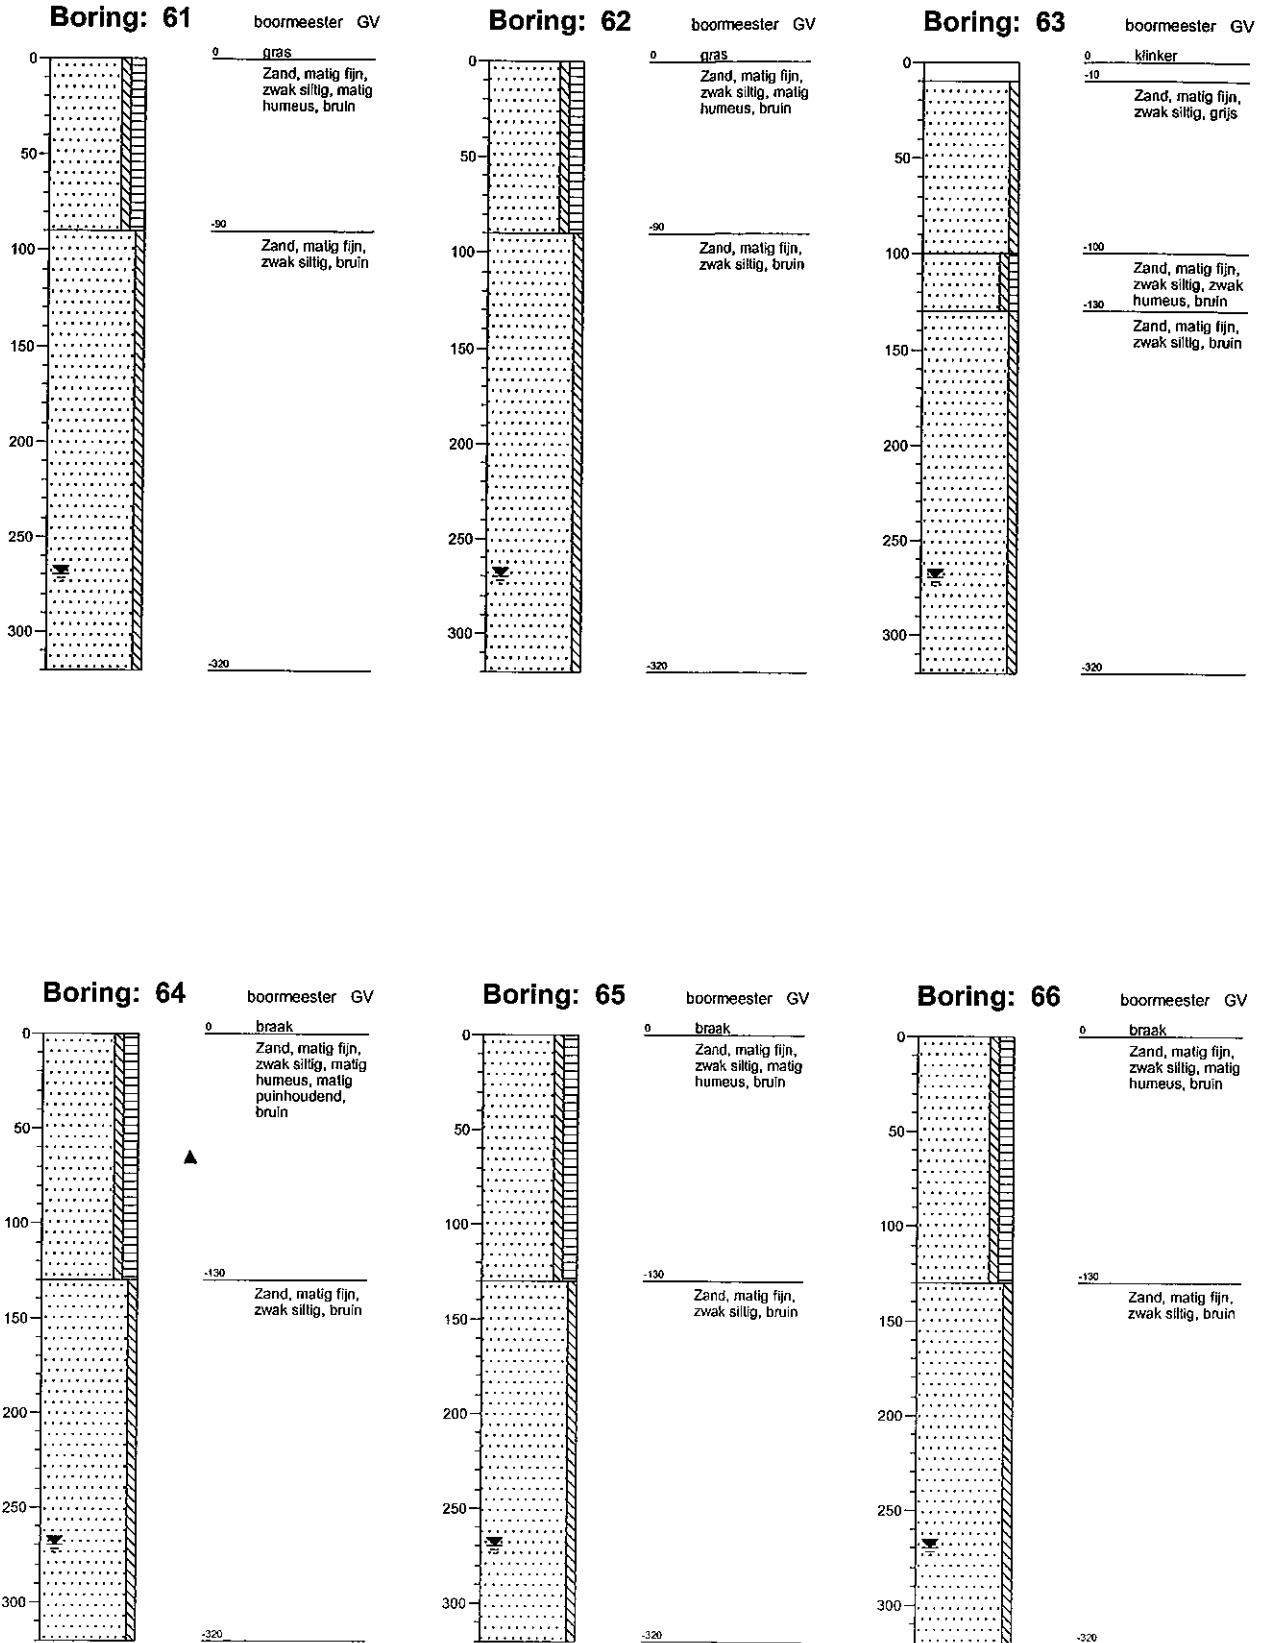 Boring: 61 boormeester GV
0 gras
Zand, matig fijn,
zwak siltig, matig
humeus, bruin
-90
Zand, matig fijn,
zwak siltig, bruin
-320
0
50
100
150
200
250
300
Boring: 62 boormeester GV
0 gras
Zand, matig fijn,
zwak siltig, matig
humeus, bruin
-90
Zand, matig fijn,
zwak siltig, bruin
-320
0
50
100
150
200
250
300
Boring: 63 boormeester GV
0 klinker
-10
Zand, matig fijn,
zwak siltig, grijs
-100
Zand, matig fijn,
zwak siltig, zwak
humeus, bruin
-130
Zand, matig fijn,
zwak siltig, bruin
-320
0
50
100
150
200
250
300
Boring: 64 boormeester GV
0 braak
Zand, matig fijn,
zwak siltig, matig
humeus, matig
puinhoudend,
bruin
-130
Zand, matig fijn,
zwak siltig, bruin
-320
0
50
100
150
200
250
300
Boring: 65 boormeester GV
0 braak
Zand, matig fijn,
zwak siltig, matig
humeus, bruin
-130
Zand, matig fijn,
zwak siltig, bruin
-320
0
50
100
150
200
250
300
Boring: 66 boormeester GV
0 braak
Zand, matig fijn,
zwak siltig, matig
humeus, bruin
-130
Zand, matig fijn,
zwak siltig, bruin
-320
0
50
100
150
200
250
300